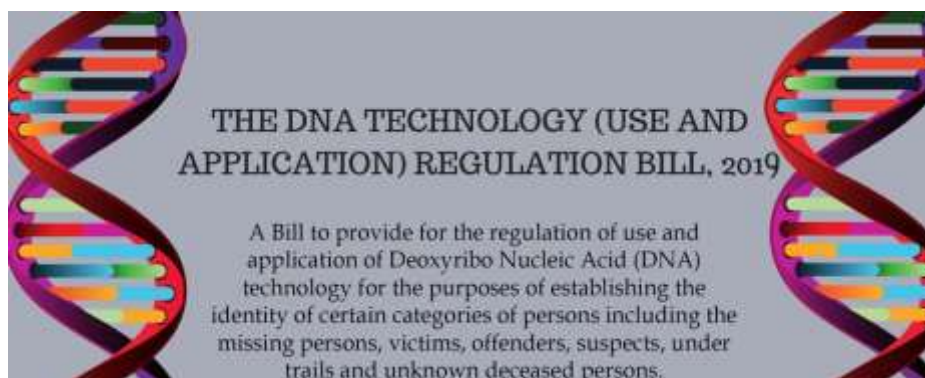 THE DNA TECHNOLOGY (USE AND
APPLICATION) REGULATION BILL, 2019
A Bill to provide for the regulation of use and
application of Deoxyribo Nucleic Acid (DNA)
technology for the purposes of establishing the
identity of certain categories of persons including the
missing persons, victims, offenders, suspects, under
trails and unknown deceased persons.